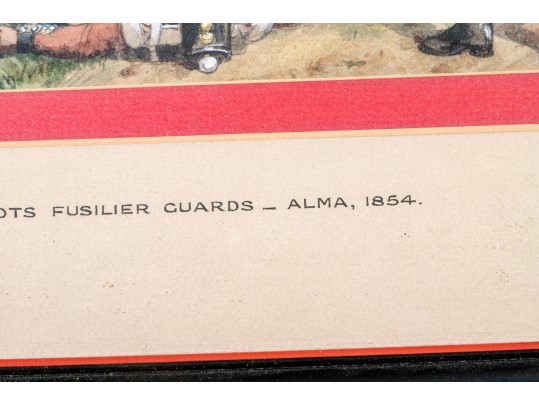 OTS FUSILIER GUARDS – ALMA, 1854.